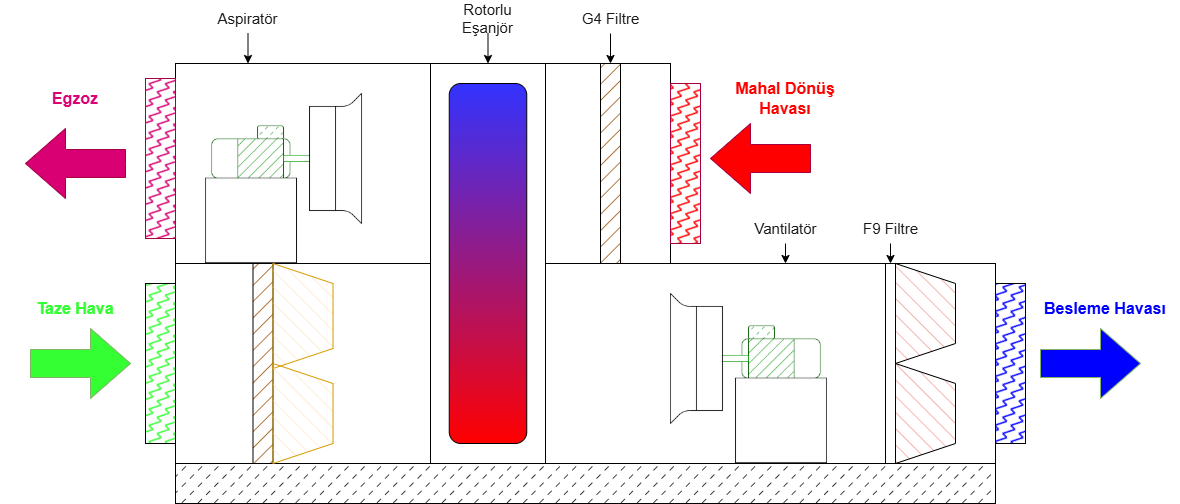 Aspiratör
Rotorlu
Eşanjör
G4 Filtre
Egzoz
Mahal Dönüş
Havası
Vantilatör
F9 Filtre
Taze Hava
Besleme Havası